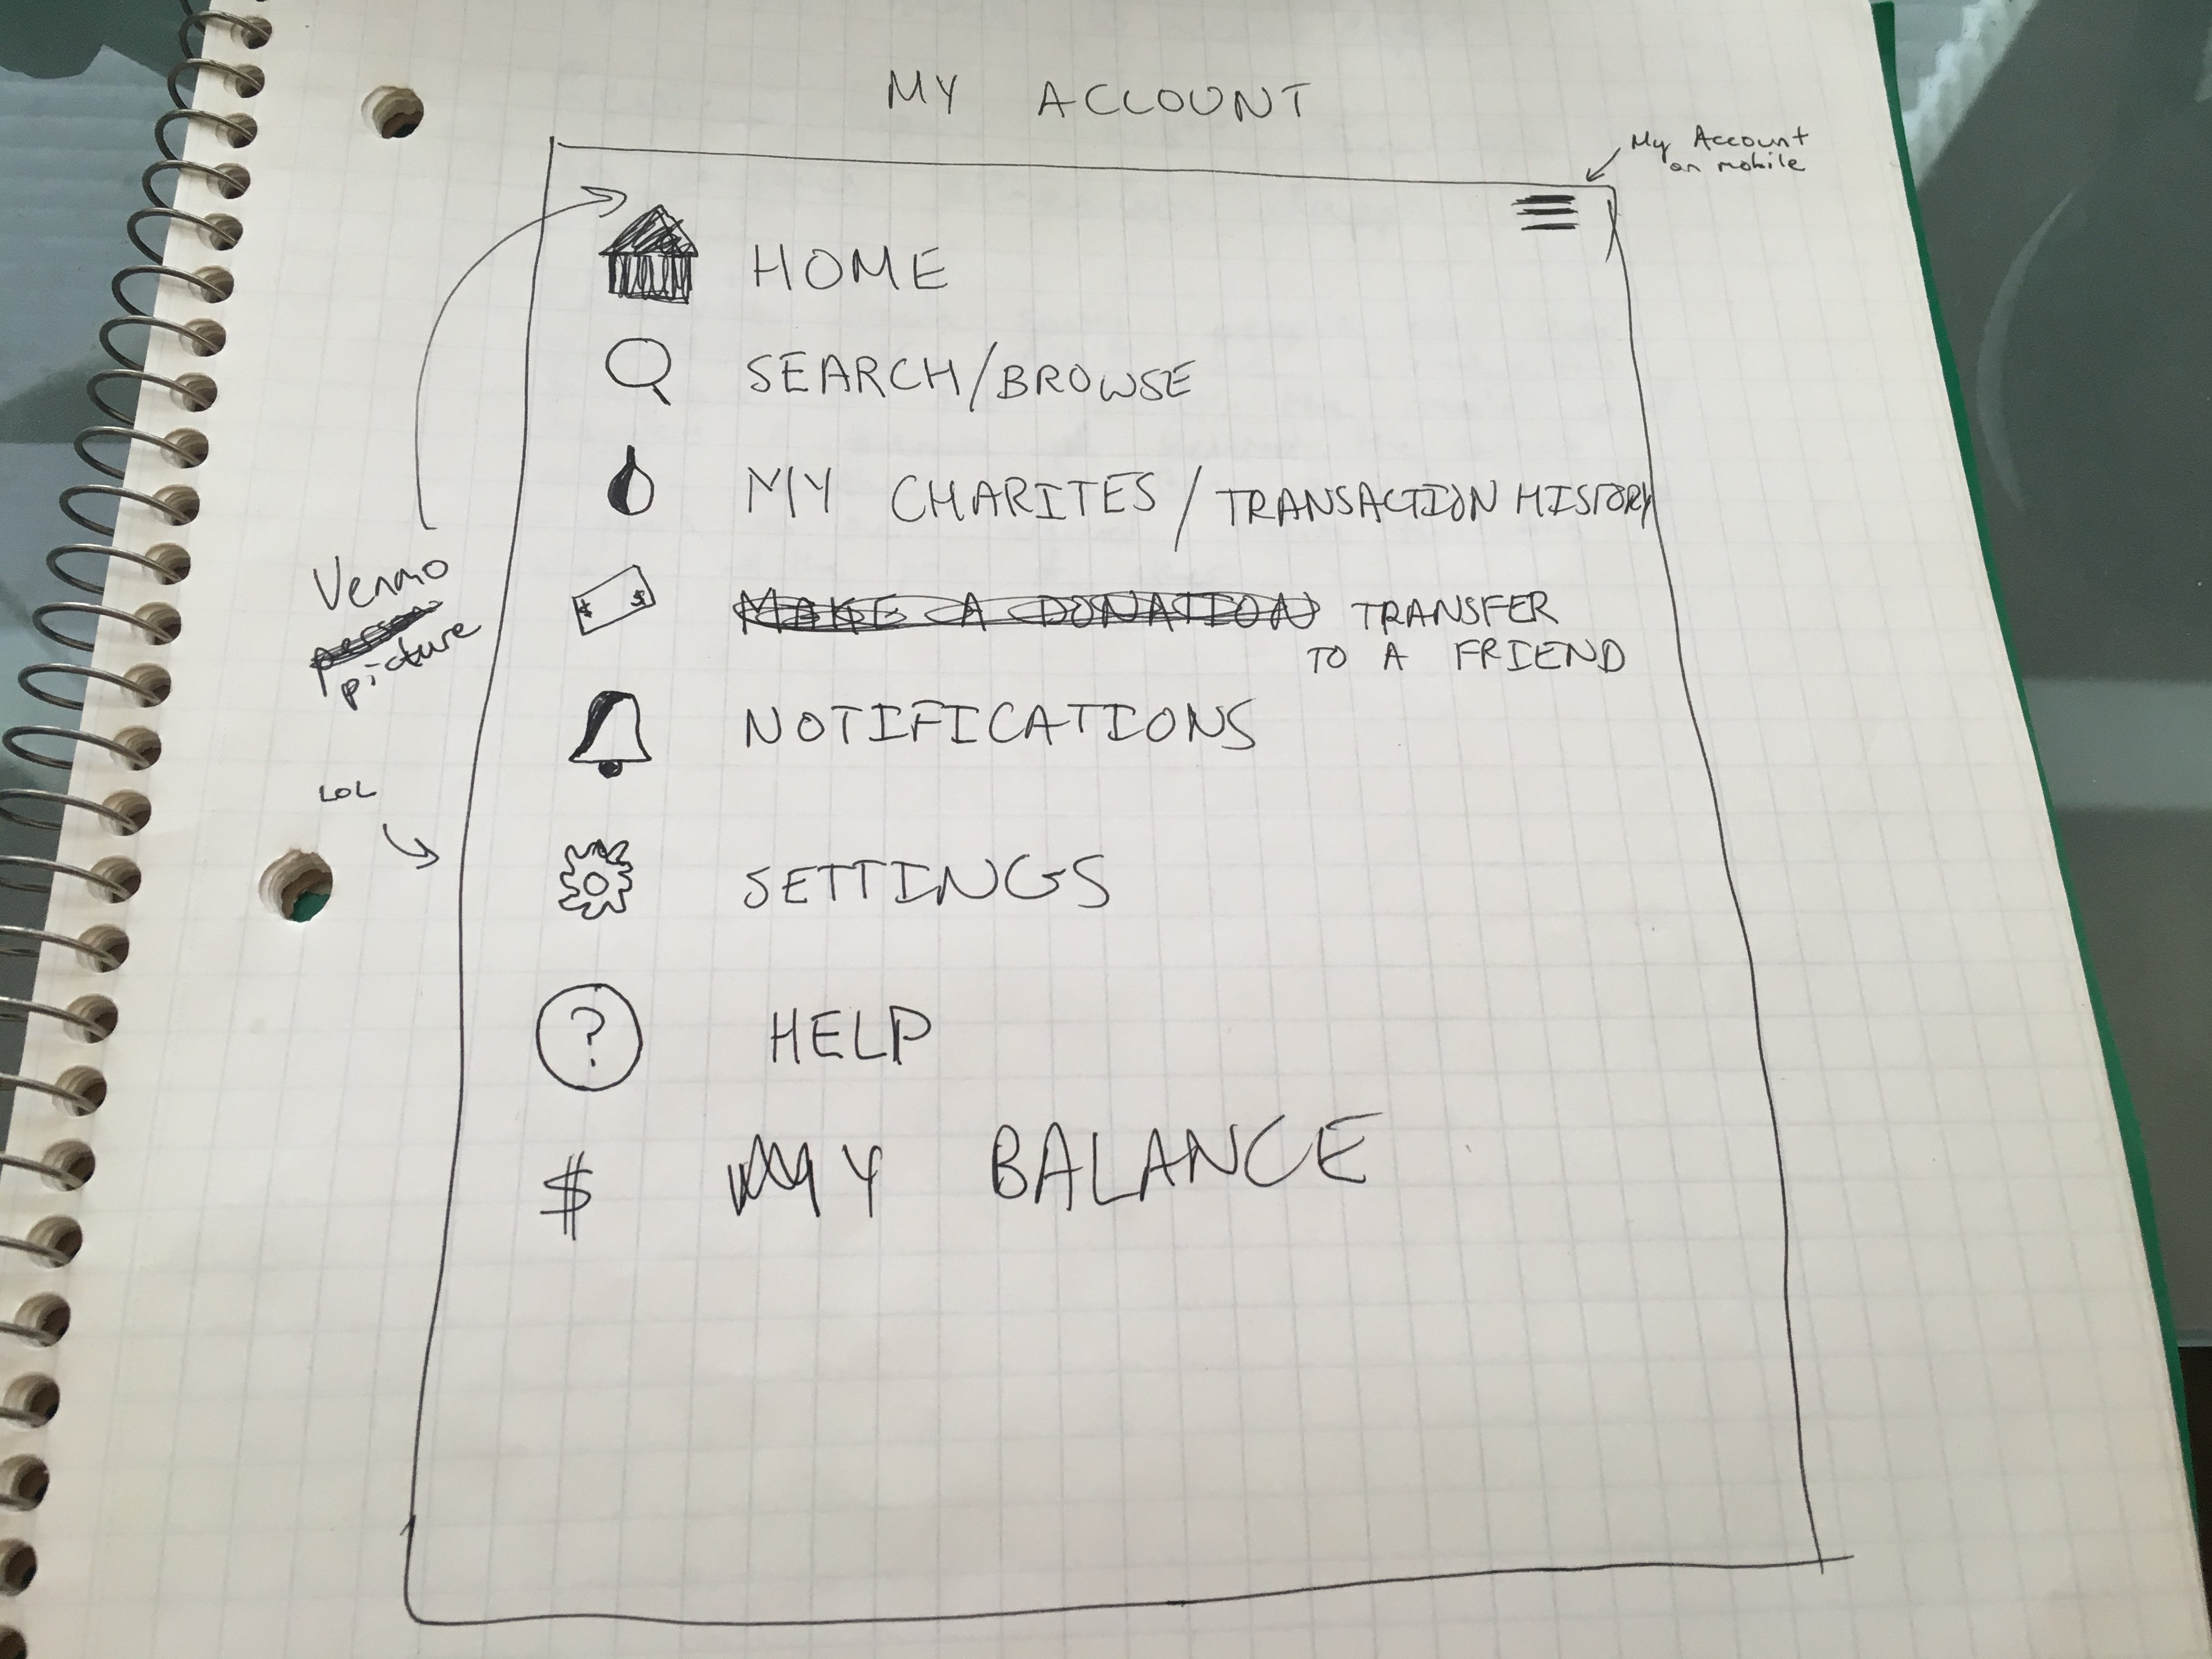 MY ACCOUNT
My Account
on mobile
HOME
SEARCH/BROWSE
MY CHARITES / TRANSACTION HISTORY
MAKE A DONATION TRANSFER
TO A FRIEND
Venmo
picture
NOTIFICATIONS
LOL
SETTINGS
?
HELP
$ MY BALANCE